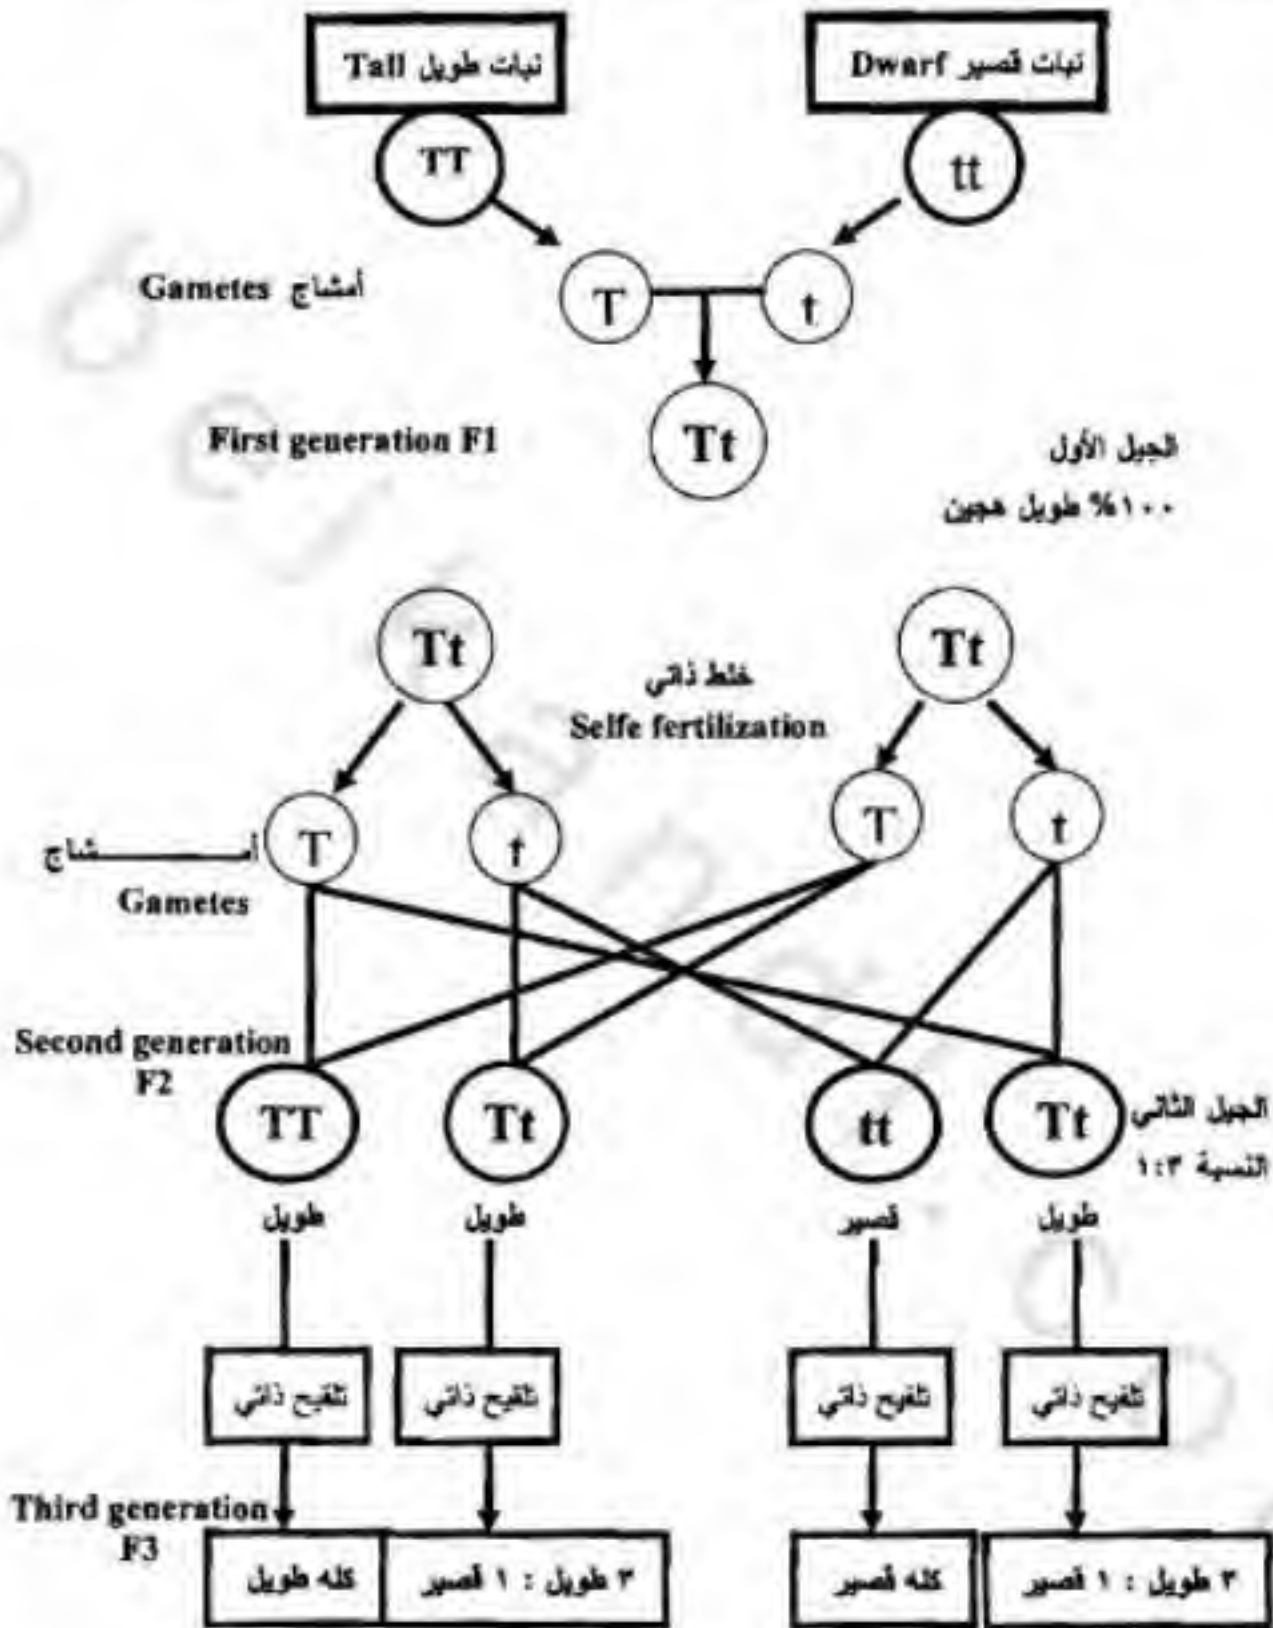 نبات طويل Tall
نبات قصير Dwarf
TT
tt
Gametes أمشاج
T
t
First generation F1
Tt
الجيل الأول
١٠٠% طويل هجين
Tt
Tt
خلط ذاتي
Selfe fertilization
T
t
T
t
أمـــــــشاج
Gametes
Second generation
F2
TT
Tt
tt
Tt
الجيل الثاني
النسبة ١:٣
طويل
طويل
قصير
طويل
تلقيح ذاتي
تلقيح ذاتي
تلقيح ذاتي
تلقيح ذاتي
Third generation
F3
كله طويل
٣ طويل : ١ قصير
كله قصير
٣ طويل : ١ قصير